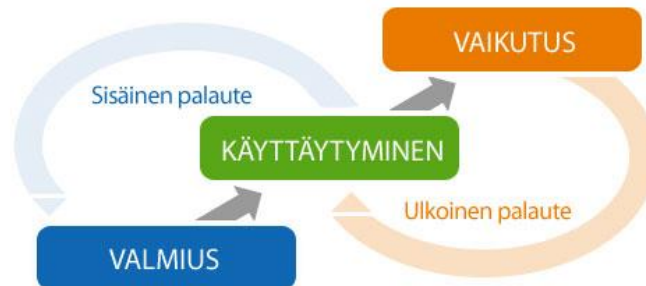 VAIKUTUS
Sisäinen palaute
KÄYTTÄYTYMINEN
Ulkoinen palaute
VALMIUS